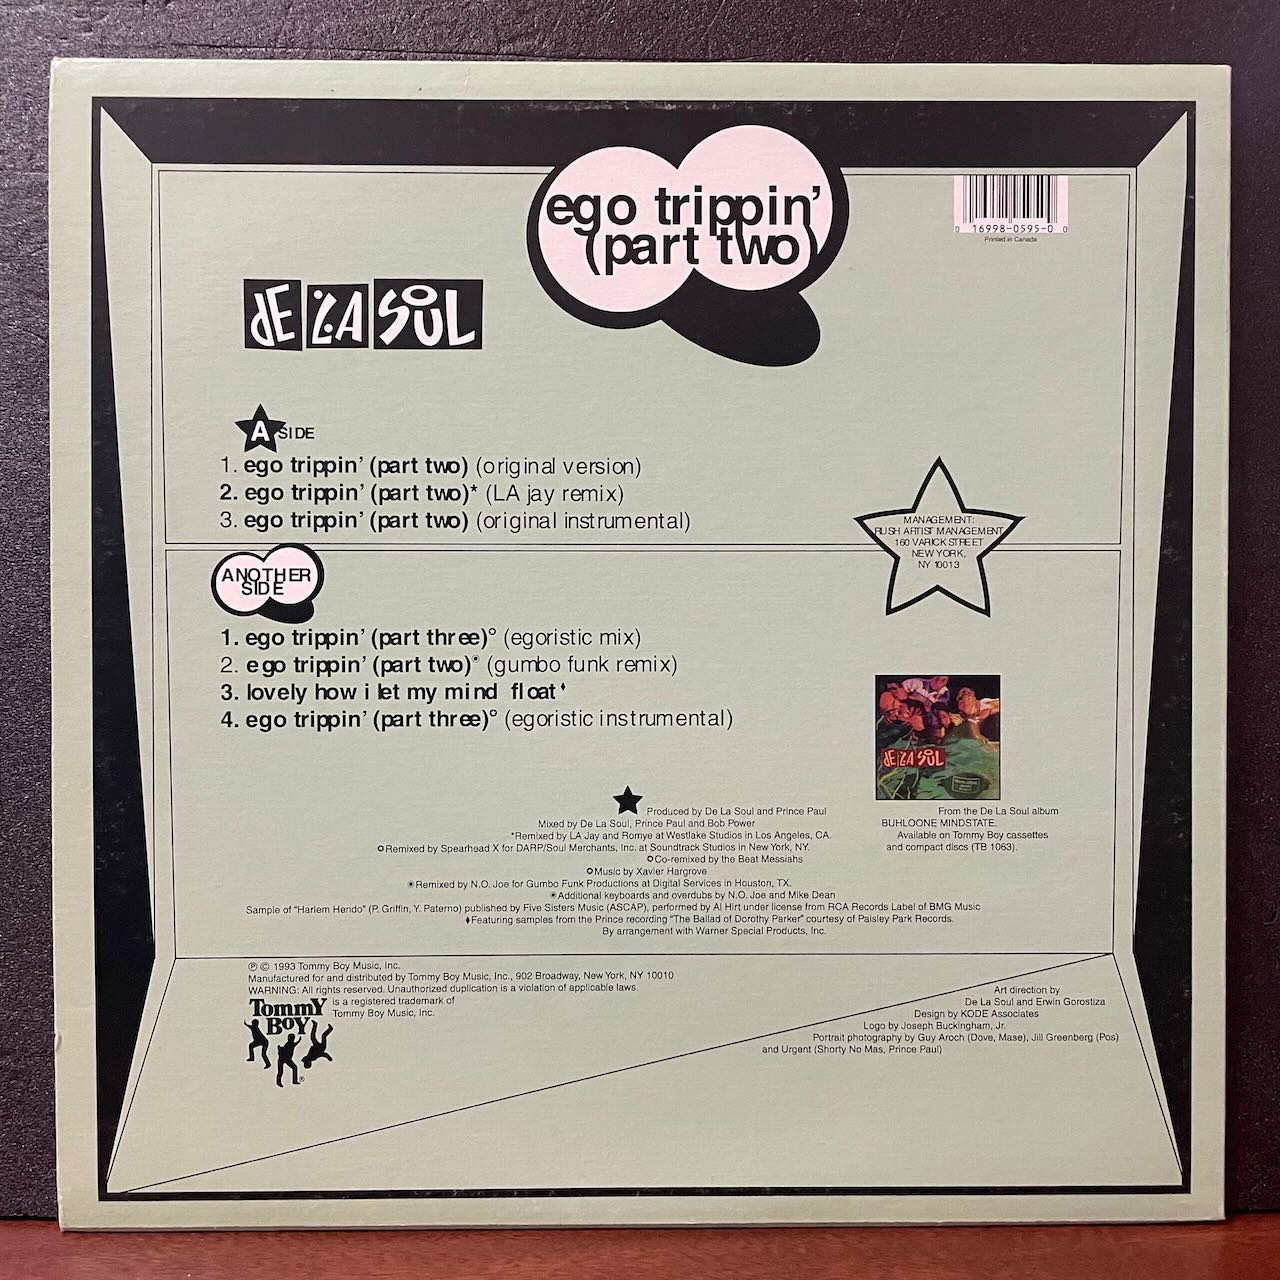 ego trippin'
(part two)
0 16998-0595-0 0
Printed in Canada
DE LA SOUL
A SIDE
1. ego trippin' (part two) (original version)
2. ego trippin' (part two)* (LA jay remix)
3. ego trippin' (part two) (original instrumental)
MANAGEMENT:
RUSH ARTIST MANAGEMENT
160 VARICK STREET
NEW YORK,
NY 10013
ANOTHER
SIDE
1. ego trippin' (part three)° (egoristic mix)
2. ego trippin' (part two)◉ (gumbo funk remix)
3. lovely how i let my mind float♦
4. ego trippin' (part three)° (egoristic instrumental)
DE LA SOUL
★ Produced by De La Soul and Prince Paul
Mixed by De La Soul, Prince Paul and Bob Power
*Remixed by LA Jay and Romye at Westlake Studios in Los Angeles, CA.
°Remixed by Spearhead X for DARP/Soul Merchants, Inc. at Soundtrack Studios in New York, NY.
°Co-remixed by the Beat Messiahs
°Music by Xavier Hargrove
◉Remixed by N.O. Joe for Gumbo Funk Productions at Digital Services in Houston, TX.
◉Additional keyboards and overdubs by N.O. Joe and Mike Dean
Sample of "Harlem Hendo" (P. Griffin, Y. Paterno) published by Five Sisters Music (ASCAP), performed by Al Hirt under license from RCA Records Label of BMG Music
♦Featuring samples from the Prince recording "The Ballad of Dorothy Parker" courtesy of Paisley Park Records.
By arrangement with Warner Special Products, Inc.
From the De La Soul album
BUHLOONE MINDSTATE.
Available on Tommy Boy cassettes
and compact discs (TB 1063).
℗ © 1993 Tommy Boy Music, Inc.
Manufactured for and distributed by Tommy Boy Music, Inc., 902 Broadway, New York, NY 10010
WARNING: All rights reserved. Unauthorized duplication is a violation of applicable laws.
Tommy Boy ® is a registered trademark of
Tommy Boy Music, Inc.
Art direction by
De La Soul and Erwin Gorostiza
Design by KODE Associates
Logo by Joseph Buckingham, Jr.
Portrait photography by Guy Aroch (Dove, Mase), Jill Greenberg (Pos)
and Urgent (Shorty No Mas, Prince Paul)